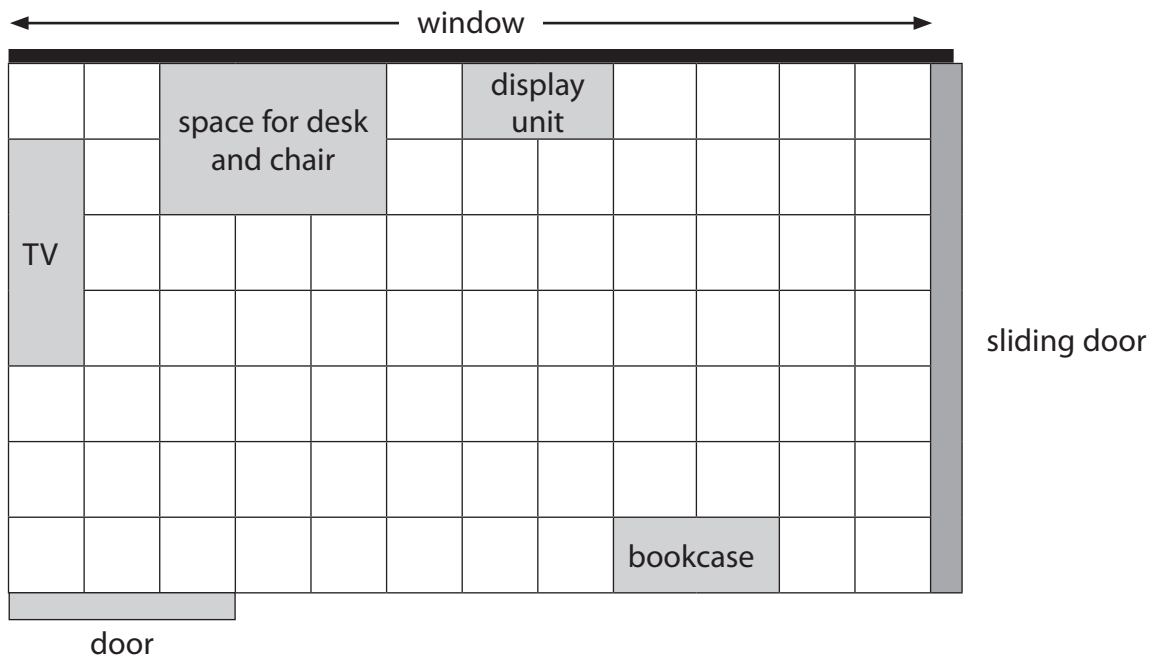 window
display
unit
space for desk
and chair
TV
sliding door
bookcase
door